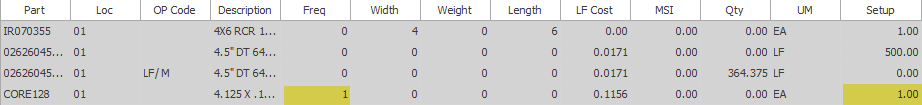 Part Loc OP Code Description Freq Width Weight Length LF Cost MSI Qty UM Setup
IR070355 01 4X6 RCR 1... 0 4 0 6 0.00 0.00 0.00 EA 1.00
02626045... 01 4.5" DT 64... 0 0 0 0 0.0171 0.00 0.00 LF 500.00
02626045... 01 LF/M 4.5" DT 64... 0 0 0 0 0.0171 0.00 364.375 LF 0.00
CORE128 01 4.125 X .1... 1 0 0 0 0.1156 0.00 0.00 EA 1.00